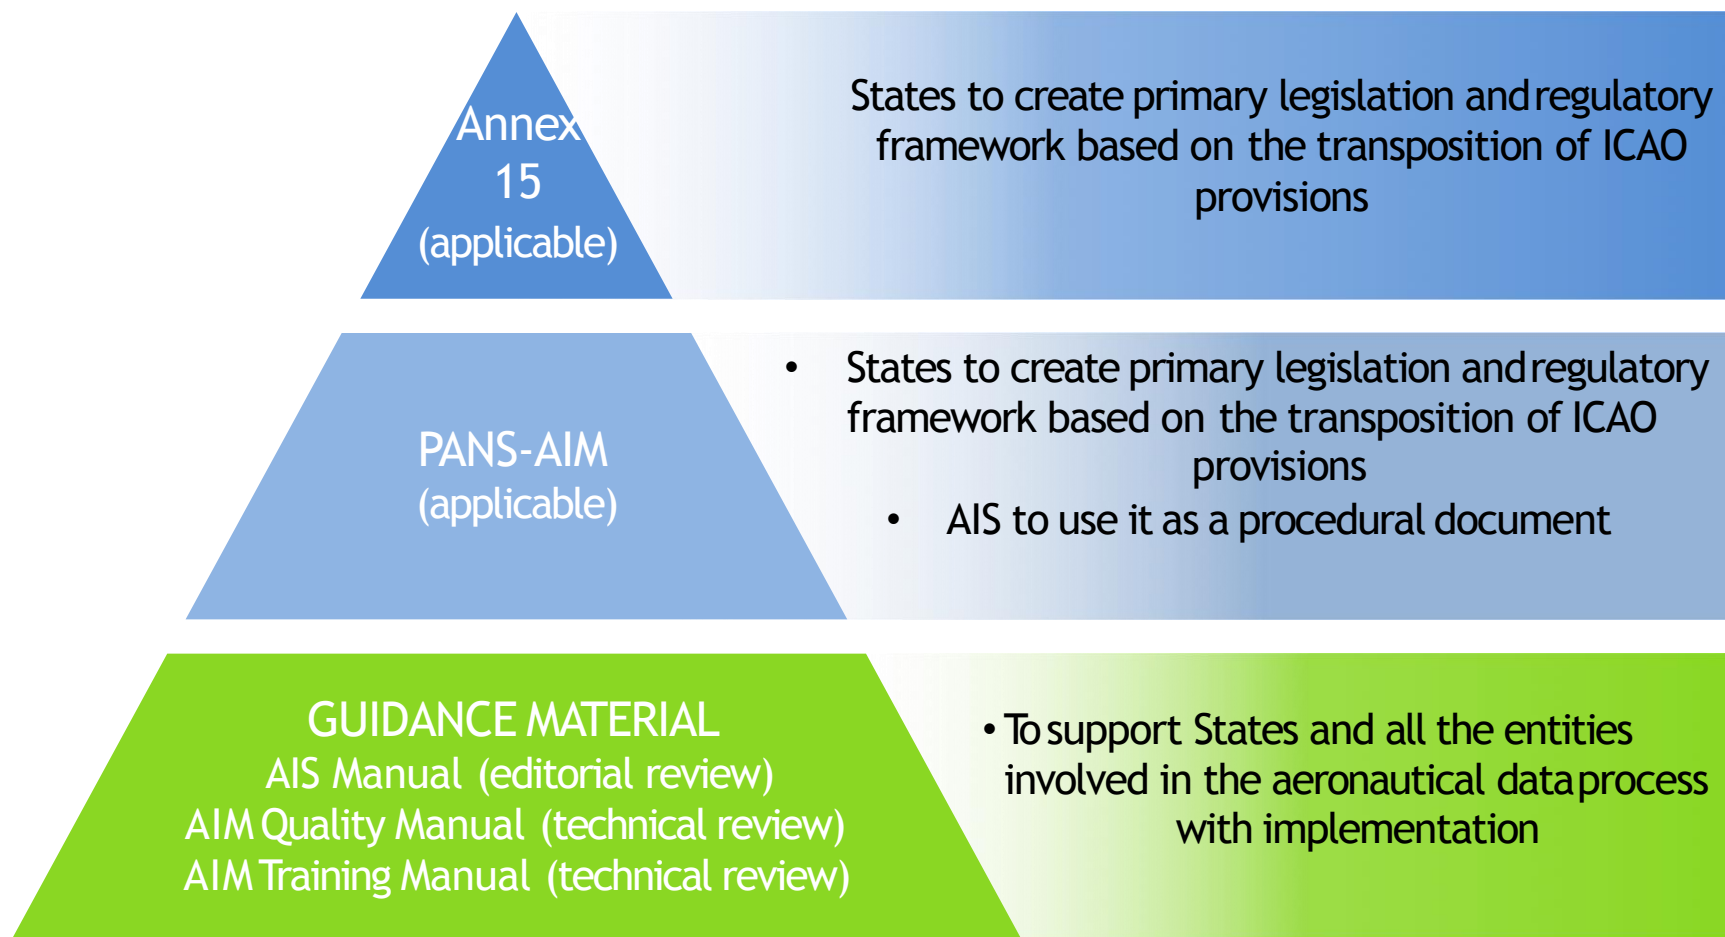 Annex
15
(applicable)
States to create primary legislation and regulatory
framework based on the transposition of ICAO
provisions
PANS-AIM
(applicable)
• States to create primary legislation and regulatory
framework based on the transposition of ICAO
provisions
• AIS to use it as a procedural document
GUIDANCE MATERIAL
AIS Manual (editorial review)
AIM Quality Manual (technical review)
AIM Training Manual (technical review)
• To support States and all the entities
involved in the aeronautical data process
with implementation